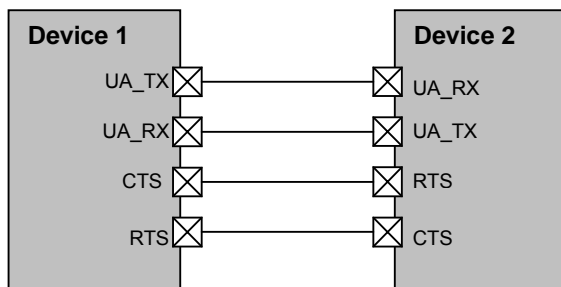 Device 1
Device 2
UA_TX
UA_RX
UA_RX
UA_TX
CTS
RTS
RTS
CTS